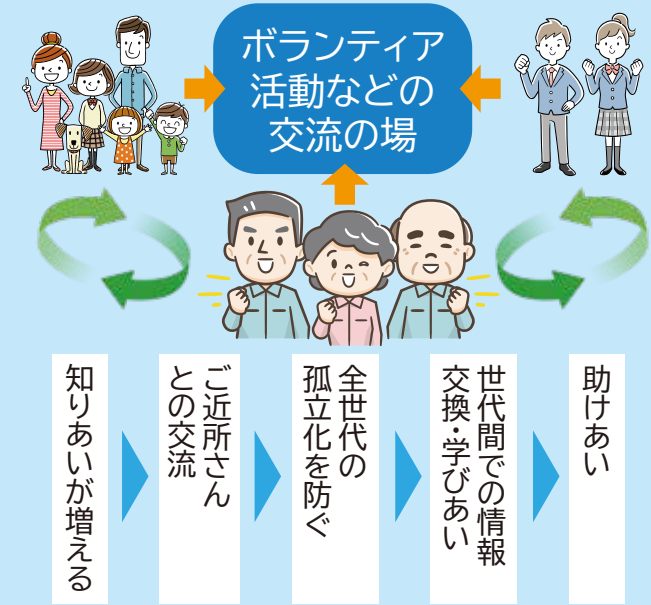 ボランティア
活動などの
交流の場
知りあいが増える
ご近所さん
との交流
全世代の
孤立化を防ぐ
世代間での情報
交換・学びあい
助けあい